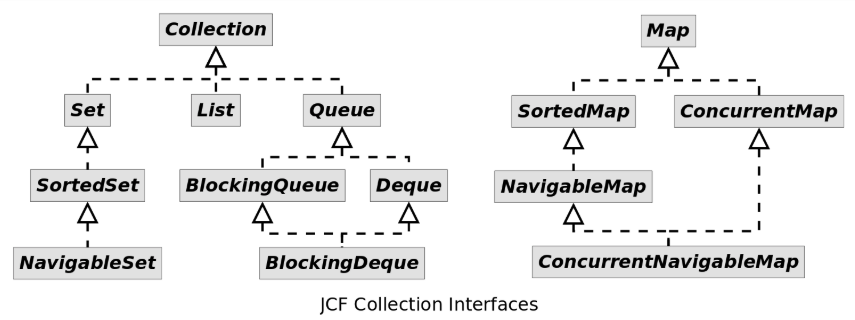 Collection
Map
Set
List
Queue
SortedMap
ConcurrentMap
SortedSet
BlockingQueue
Deque
NavigableMap
NavigableSet
BlockingDeque
ConcurrentNavigableMap
JCF Collection Interfaces